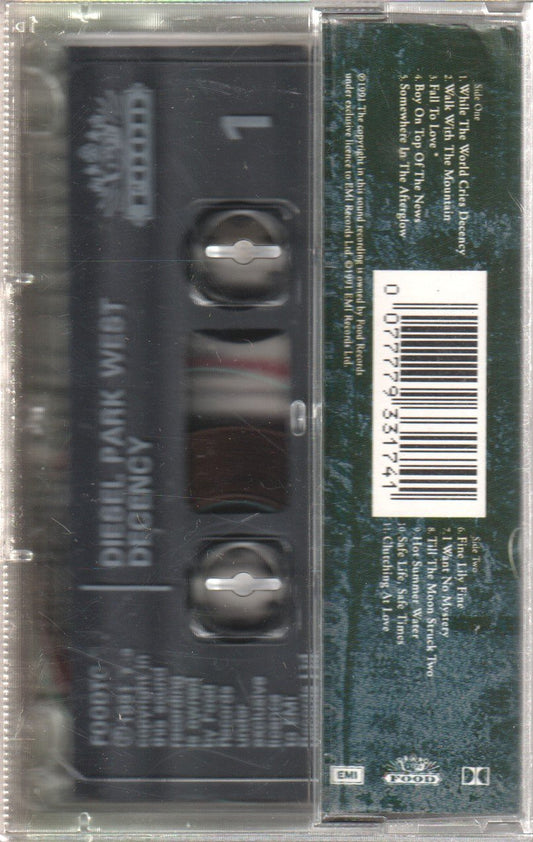 Side One
1. While The World Cries Decency
2. Walk With The Mountain
3. Fall To Love *
4. Boy On Top Of The News
5. Somewhere In The Afterglow
℗1991 The copyright in this sound recording is owned by Food Records
under exclusive licence to EMI Records Ltd. ©1991 EMI Records Ltd.
0 077779 331741
Side Two
6. Fine Lily Fine
7. I Want No Mystery
8. Till The Moon Struck Two
9. Hot Summer Water
10. Safe Life, Safe Times
11. Churching At Love
EMI
FOOD
1
FOOD
DIESEL PARK WEST
DECENCY